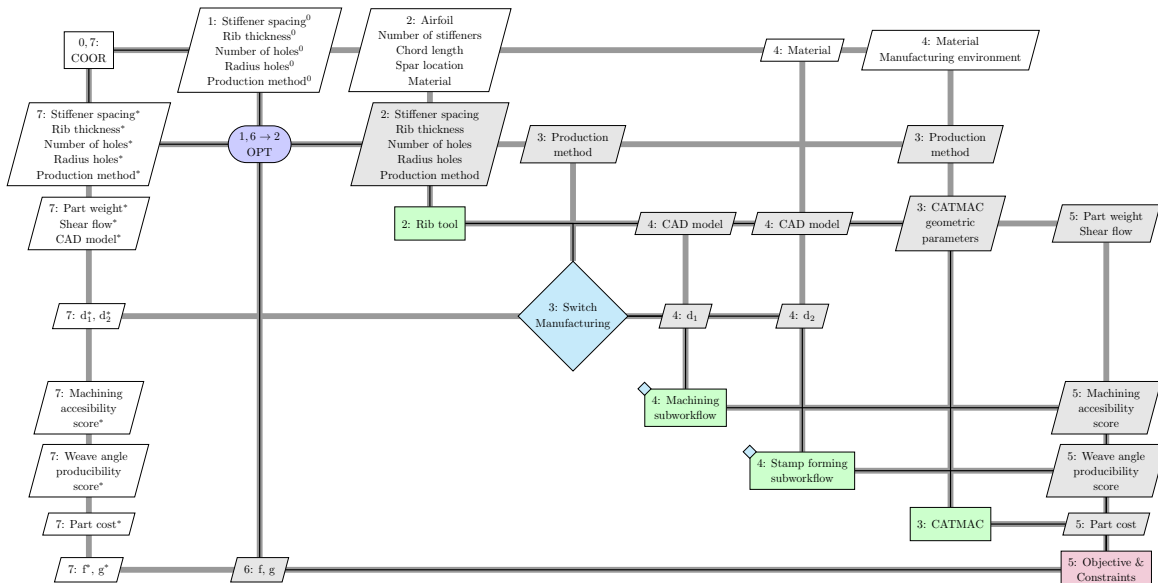 0, 7:
COOR
1: Stiffener spacing⁰
Rib thickness⁰
Number of holes⁰
Radius holes⁰
Production method⁰
2: Airfoil
Number of stiffeners
Chord length
Spar location
Material
4: Material
4: Material
Manufacturing environment
7: Stiffener spacing*
Rib thickness*
Number of holes*
Radius holes*
Production method*
1, 6 → 2
OPT
2: Stiffener spacing
Rib thickness
Number of holes
Radius holes
Production method
3: Production
method
3: Production
method
7: Part weight*
Shear flow*
CAD model*
2: Rib tool
4: CAD model
4: CAD model
3: CATMAC
geometric
parameters
5: Part weight
Shear flow
7: d₁*, d₂*
3: Switch
Manufacturing
4: d₁
4: d₂
7: Machining
accesibility
score*
4: Machining
subworkflow
5: Machining
accesibility
score
7: Weave angle
producibility
score*
4: Stamp forming
subworkflow
5: Weave angle
producibility
score
7: Part cost*
3: CATMAC
5: Part cost
7: f*, g*
6: f, g
5: Objective &
Constraints